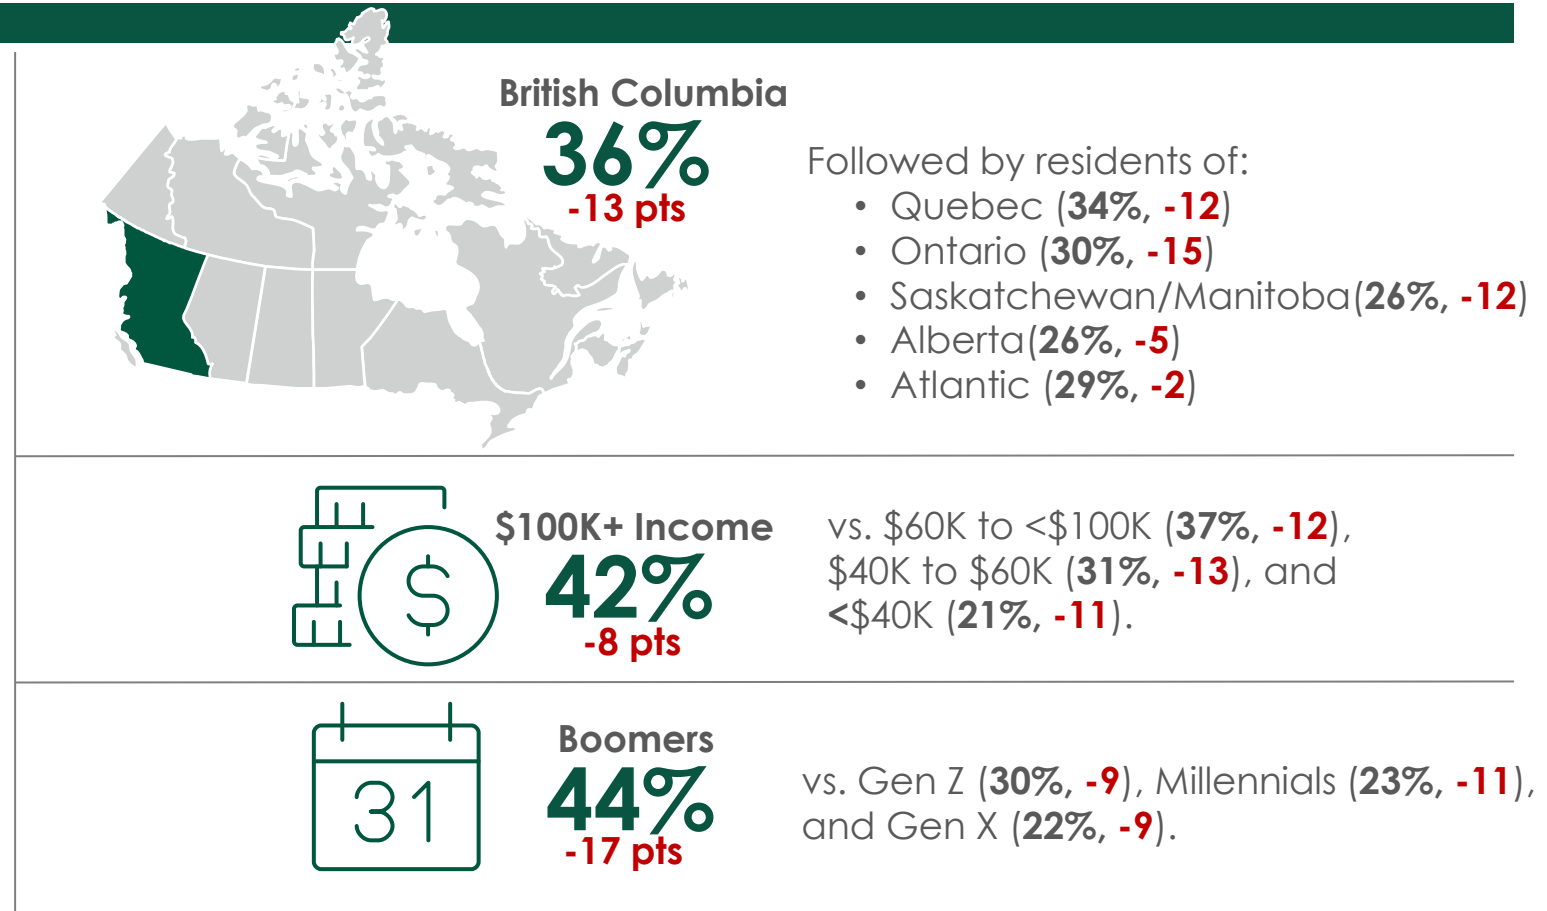 British Columbia
36%
-13 pts
Followed by residents of:
• Quebec (34%, -12)
• Ontario (30%, -15)
• Saskatchewan/Manitoba(26%, -12)
• Alberta(26%, -5)
• Atlantic (29%, -2)
$100K+ Income
42%
-8 pts
vs. $60K to <$100K (37%, -12),
$40K to $60K (31%, -13), and
<$40K (21%, -11).
$
31
Boomers
44%
-17 pts
vs. Gen Z (30%, -9), Millennials (23%, -11),
and Gen X (22%, -9).